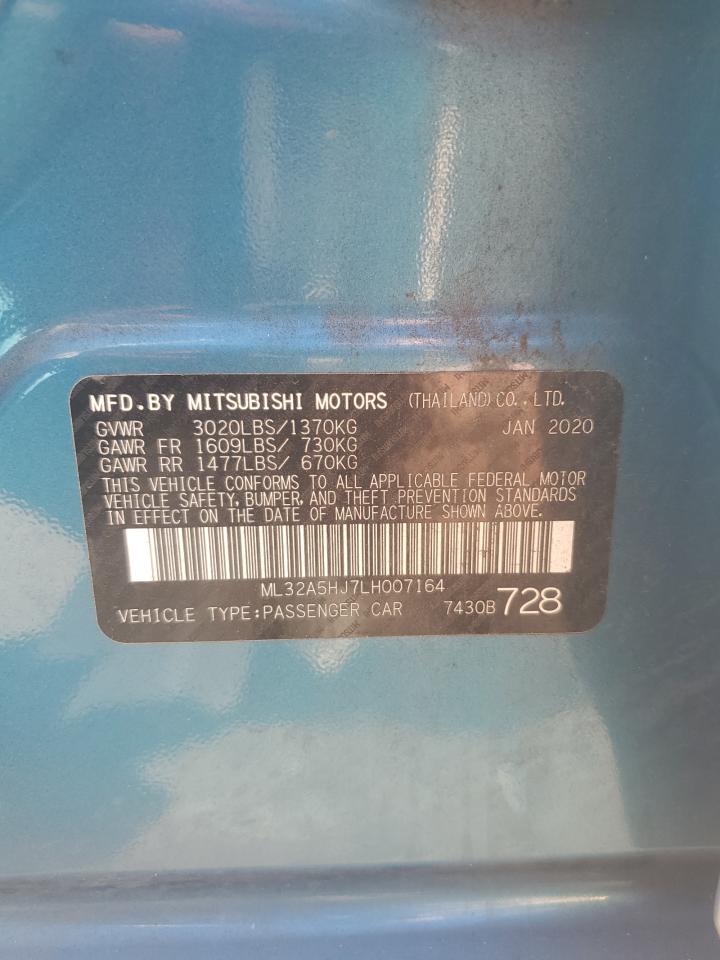 MFD.BY MITSUBISHI MOTORS (THAILAND)CO.,LTD.
GVWR 3020LBS/1370KG JAN 2020
GAWR FR 1609LBS/ 730KG
GAWR RR 1477LBS/ 670KG
THIS VEHICLE CONFORMS TO ALL APPLICABLE FEDERAL MOTOR
VEHICLE SAFETY, BUMPER, AND THEFT PREVENTION STANDARDS
IN EFFECT ON THE DATE OF MANUFACTURE SHOWN ABOVE.
ML32A5HJ7LH007164
VEHICLE TYPE:PASSENGER CAR 7430B 728